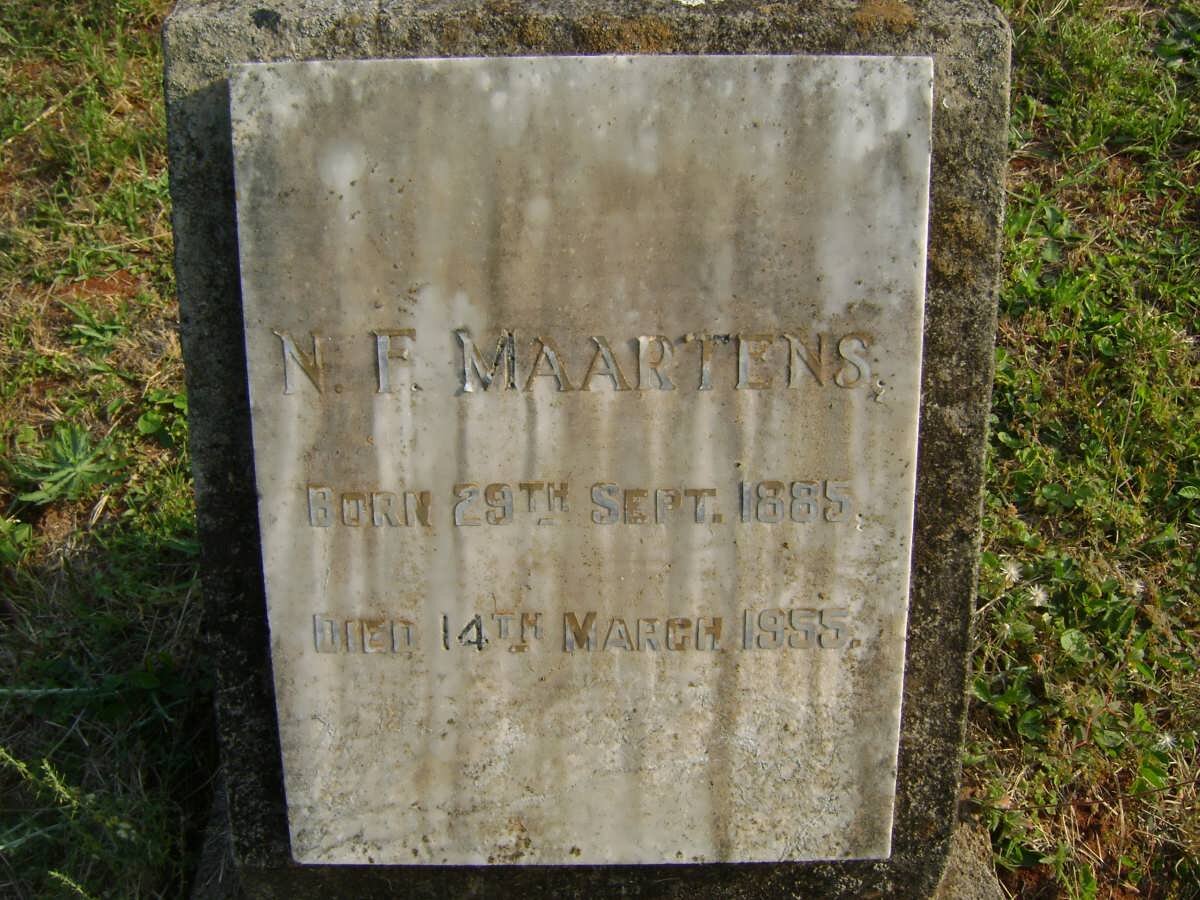 N. F. MAARTENS,
BORN 29TH SEPT. 1885.
DIED 14TH MARCH 1955.